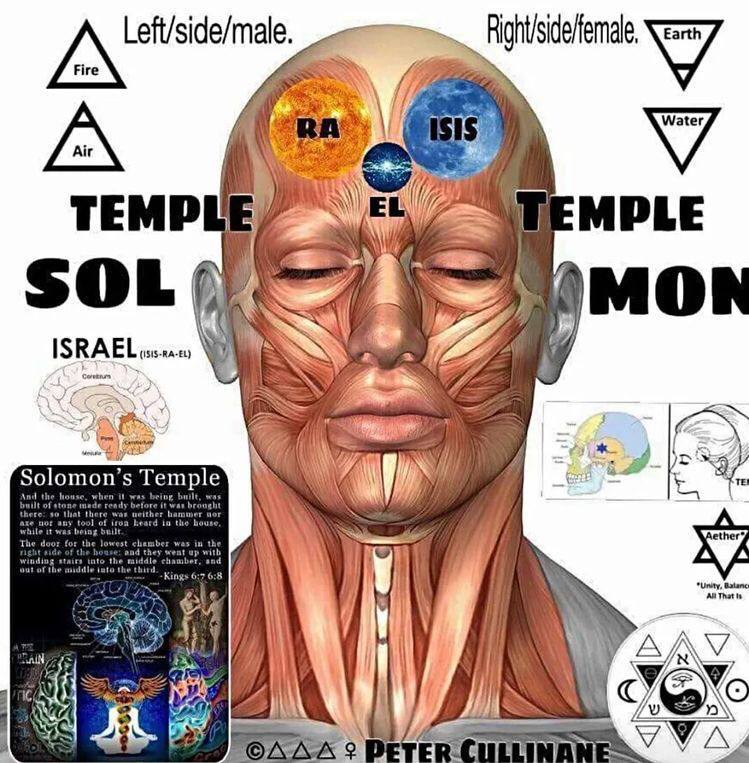 Left/side/male.
Right/side/female.
Fire
Earth
Air
Water
RA
ISIS
EL
TEMPLE
TEMPLE
SOL
MON
ISRAEL (ISIS-RA-EL)
Cerebrum
Pons
Cerebellum
Medulla
Solomon's Temple
And the house, when it was being built, was
built of stone made ready before it was brought
there: so that there was neither hammer nor
axe nor any tool of iron heard in the house,
while it was being built.
The door for the lowest chamber was in the
right side of the house: and they went up with
winding stairs into the middle chamber, and
out of the middle into the third.
-Kings 6:7 6:8
BRAIN
TEM
Aether*
*Unity, Balance
All That Is
א
ש
מ
©△△△♀ PETER CULLINANE